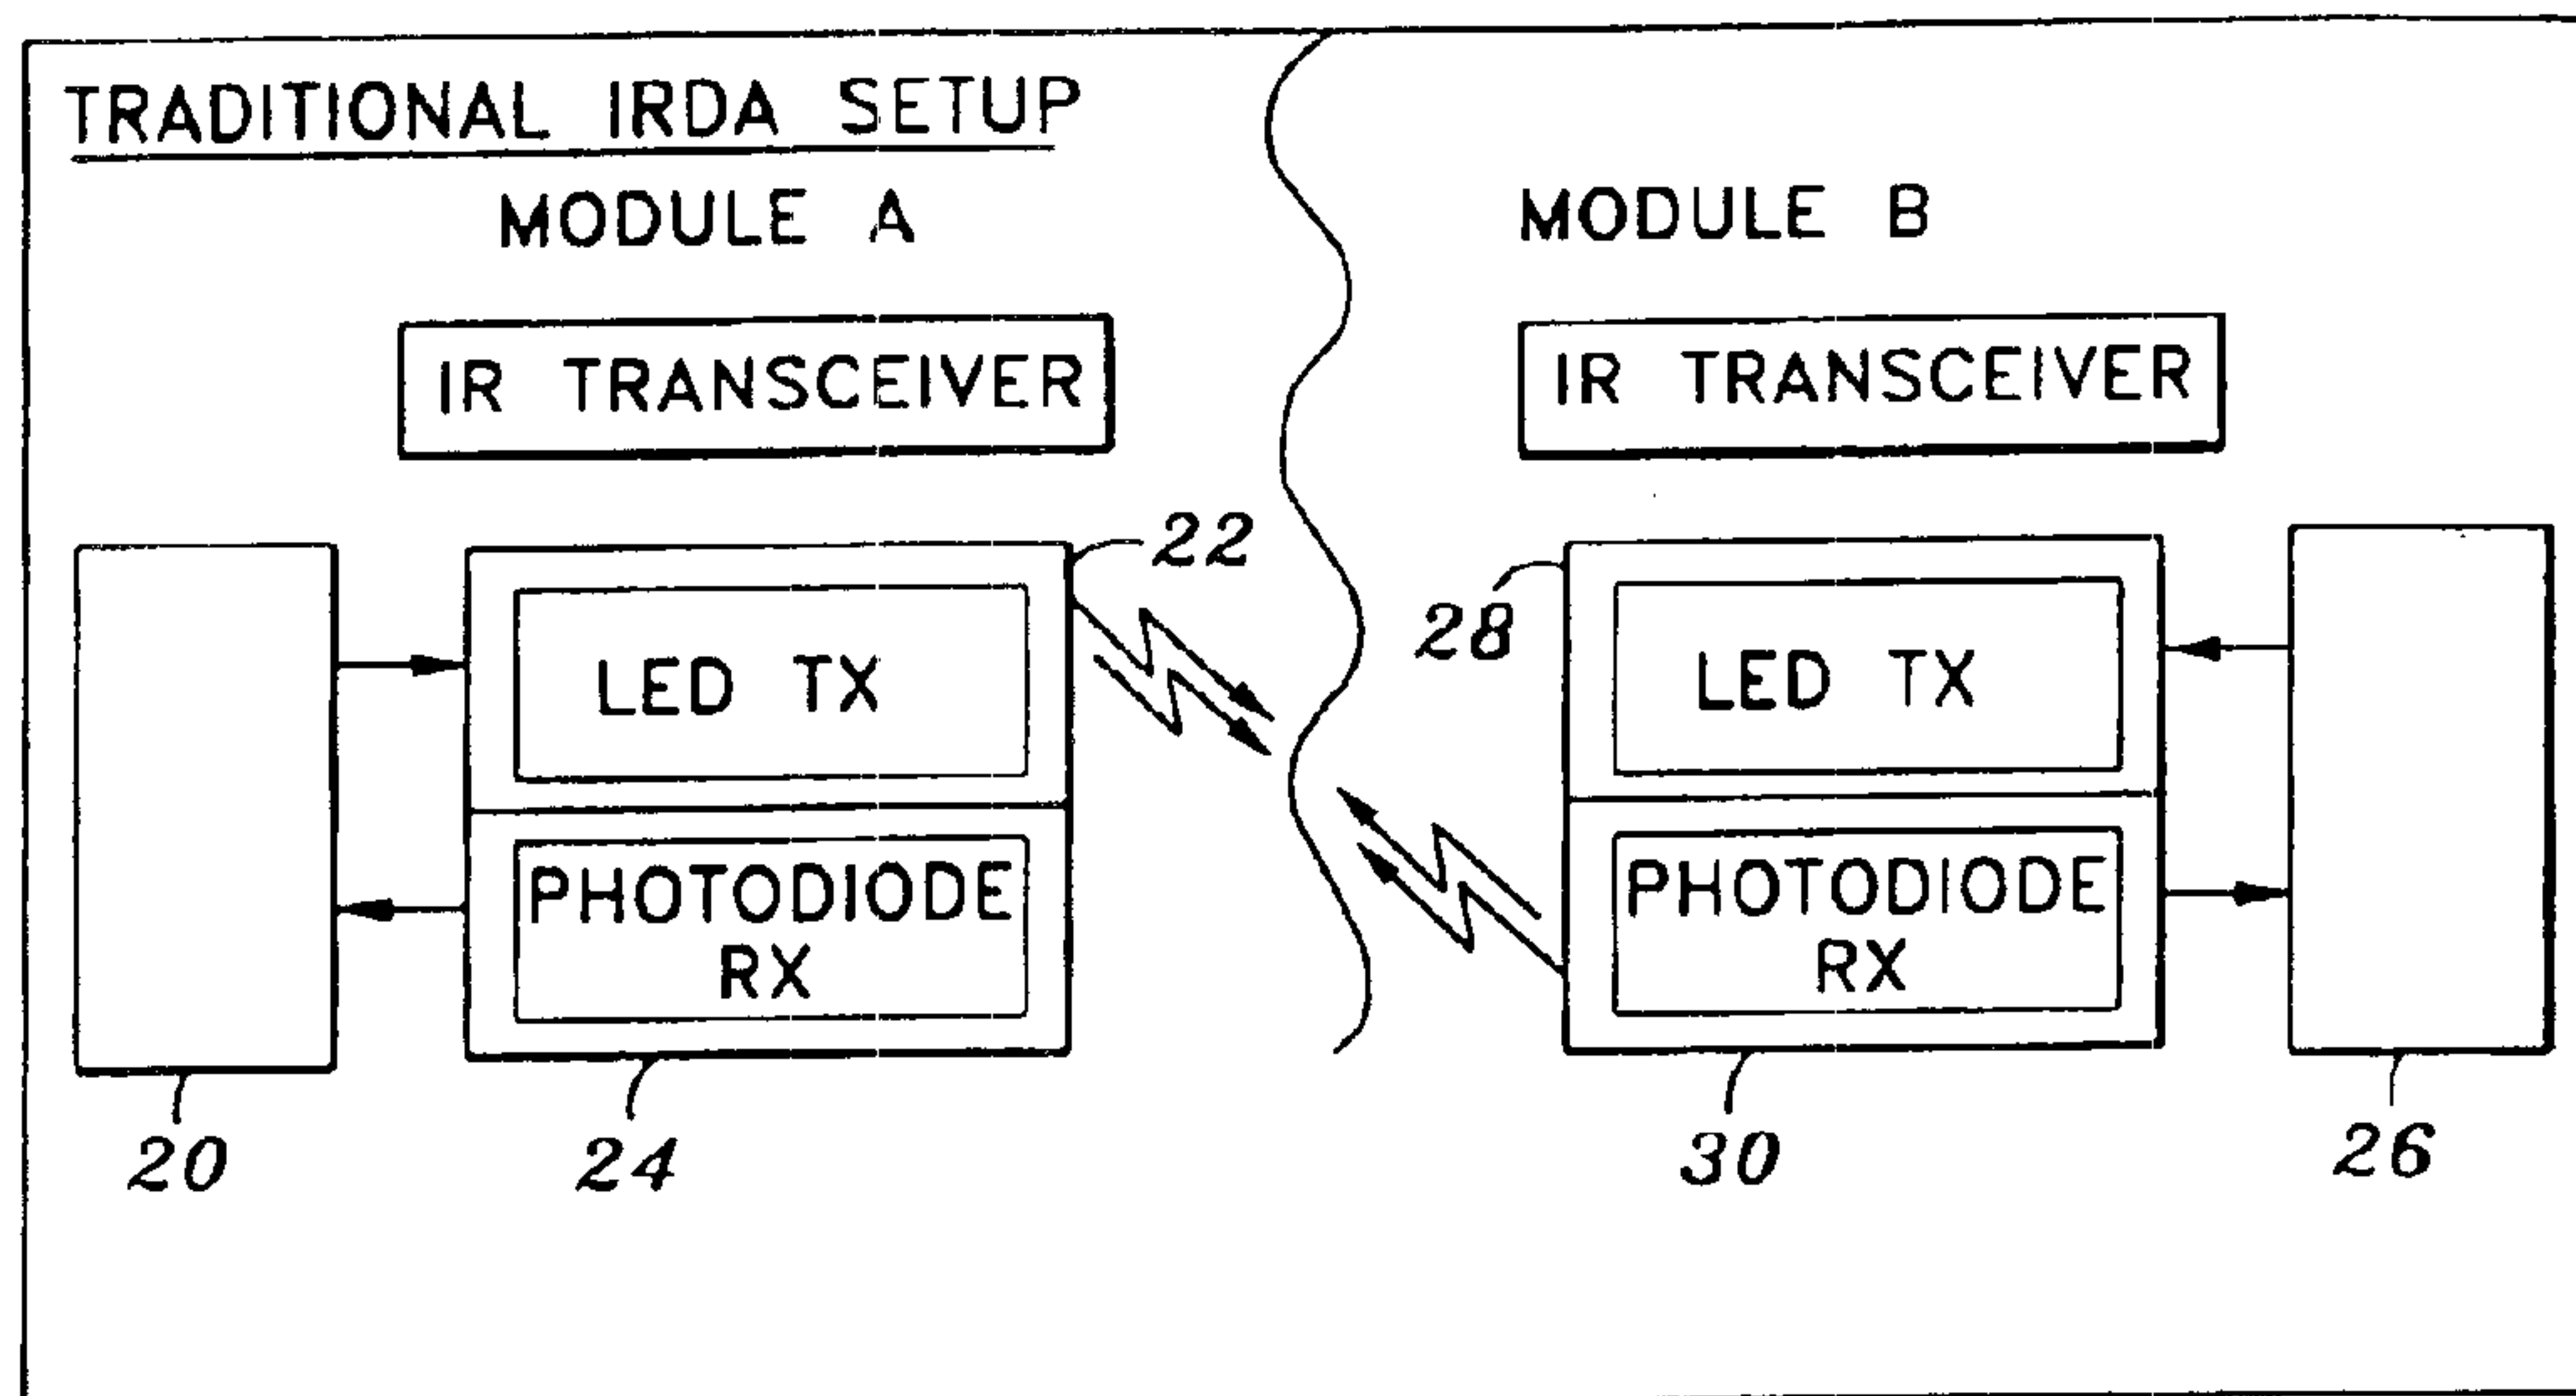 TRADITIONAL IRDA SETUP
MODULE A
MODULE B
IR TRANSCEIVER
IR TRANSCEIVER
22
28
LED TX
LED TX
PHOTODIODE
RX
PHOTODIODE
RX
20
24
30
26